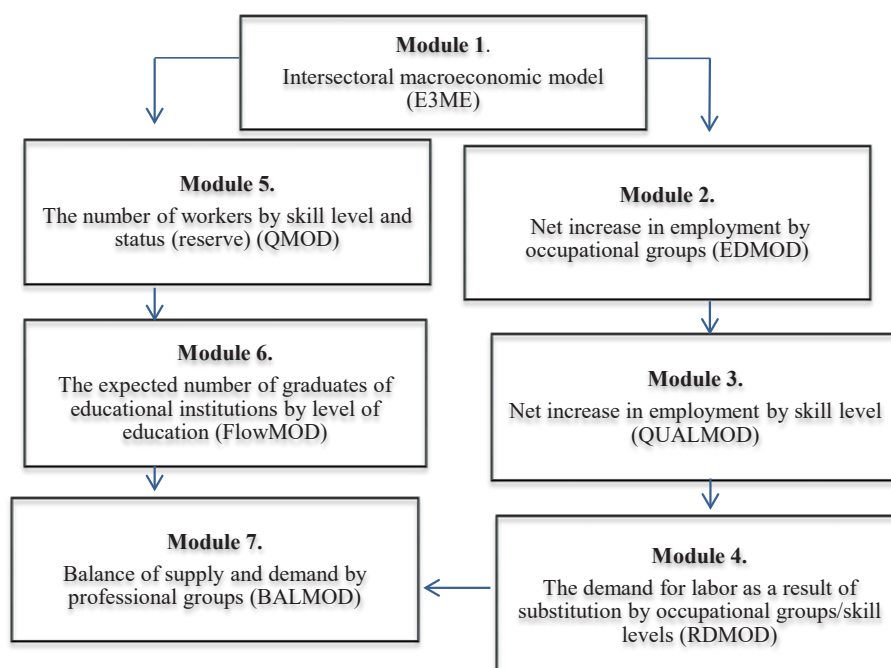 Module 1.
Intersectoral macroeconomic model
(E3ME)
Module 5.
The number of workers by skill level and
status (reserve) (QMOD)
Module 2.
Net increase in employment by
occupational groups (EDMOD)
Module 6.
The expected number of graduates of
educational institutions by level of
education (FlowMOD)
Module 3.
Net increase in employment by skill level
(QUALMOD)
Module 7.
Balance of supply and demand by
professional groups (BALMOD)
Module 4.
The demand for labor as a result of
substitution by occupational groups/skill
levels (RDMOD)